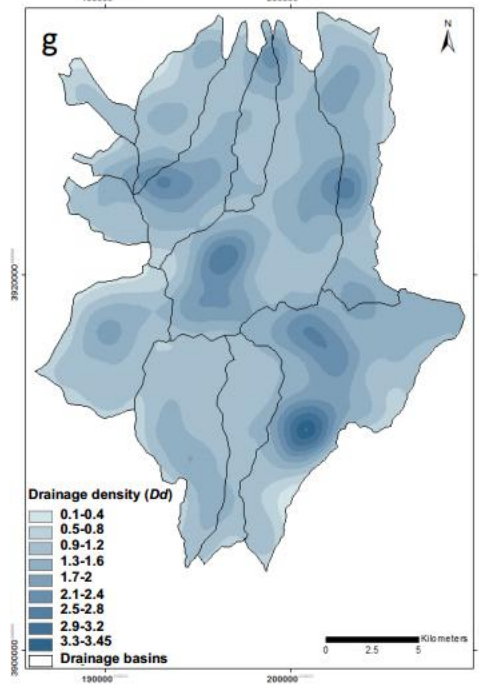 g
N
3920000
Drainage density (Dd)
0.1-0.4
0.5-0.8
0.9-1.2
1.3-1.6
1.7-2
2.1-2.4
2.5-2.8
2.9-3.2
3.3-3.45
Drainage basins
Kilometers
0 2.5 5
3900000
190000 200000